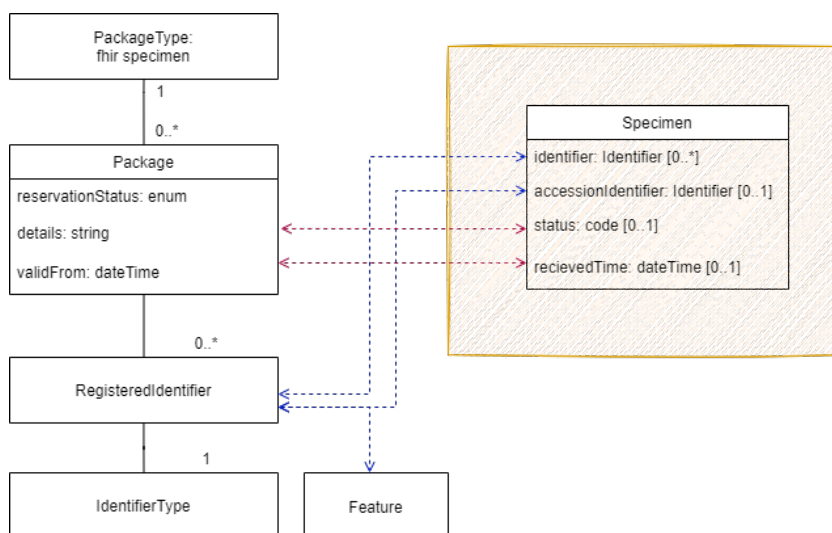 PackageType:
fhir specimen
1
0..*
Package
reservationStatus: enum
details: string
validFrom: dateTime
0..*
RegisteredIdentifier
1
IdentifierType
Feature
Specimen
identifier: Identifier [0..*]
accessionIdentifier: Identifier [0..1]
status: code [0..1]
recievedTime: dateTime [0..1]